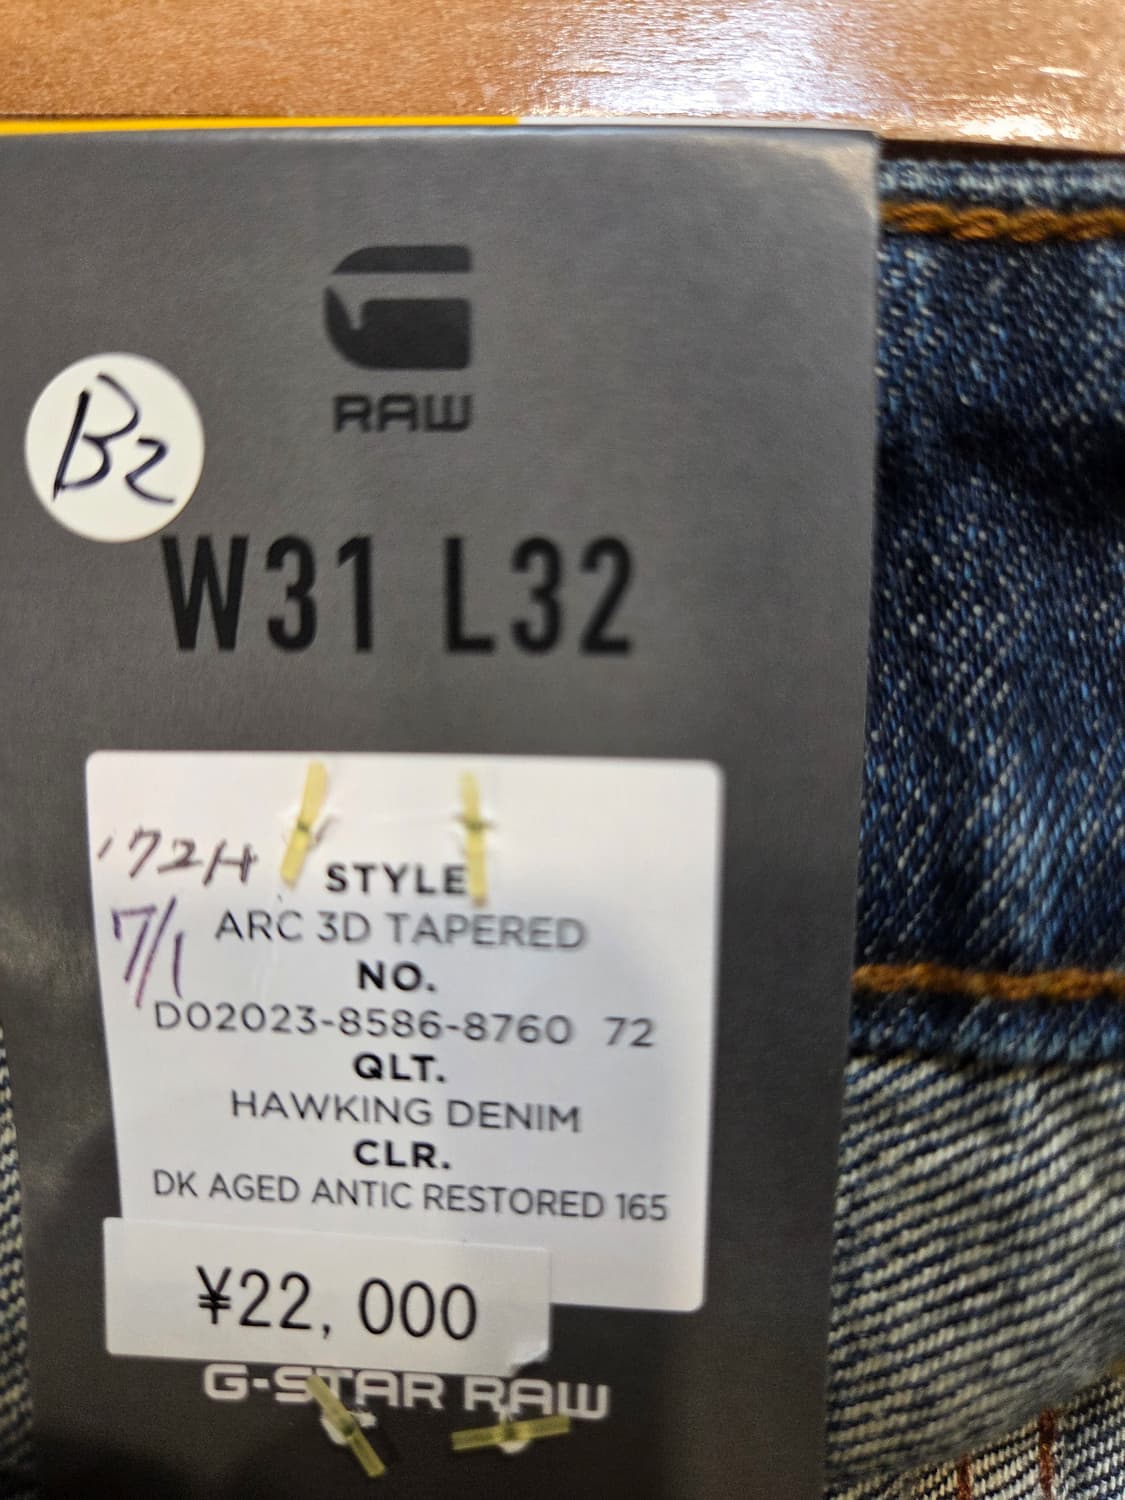 RAW
B2
W31 L32
'72H
STYLE
7/1
ARC 3D TAPERED
NO.
D02023-8586-8760 72
QLT.
HAWKING DENIM
CLR.
DK AGED ANTIC RESTORED 165
¥22,000
G-STAR RAW